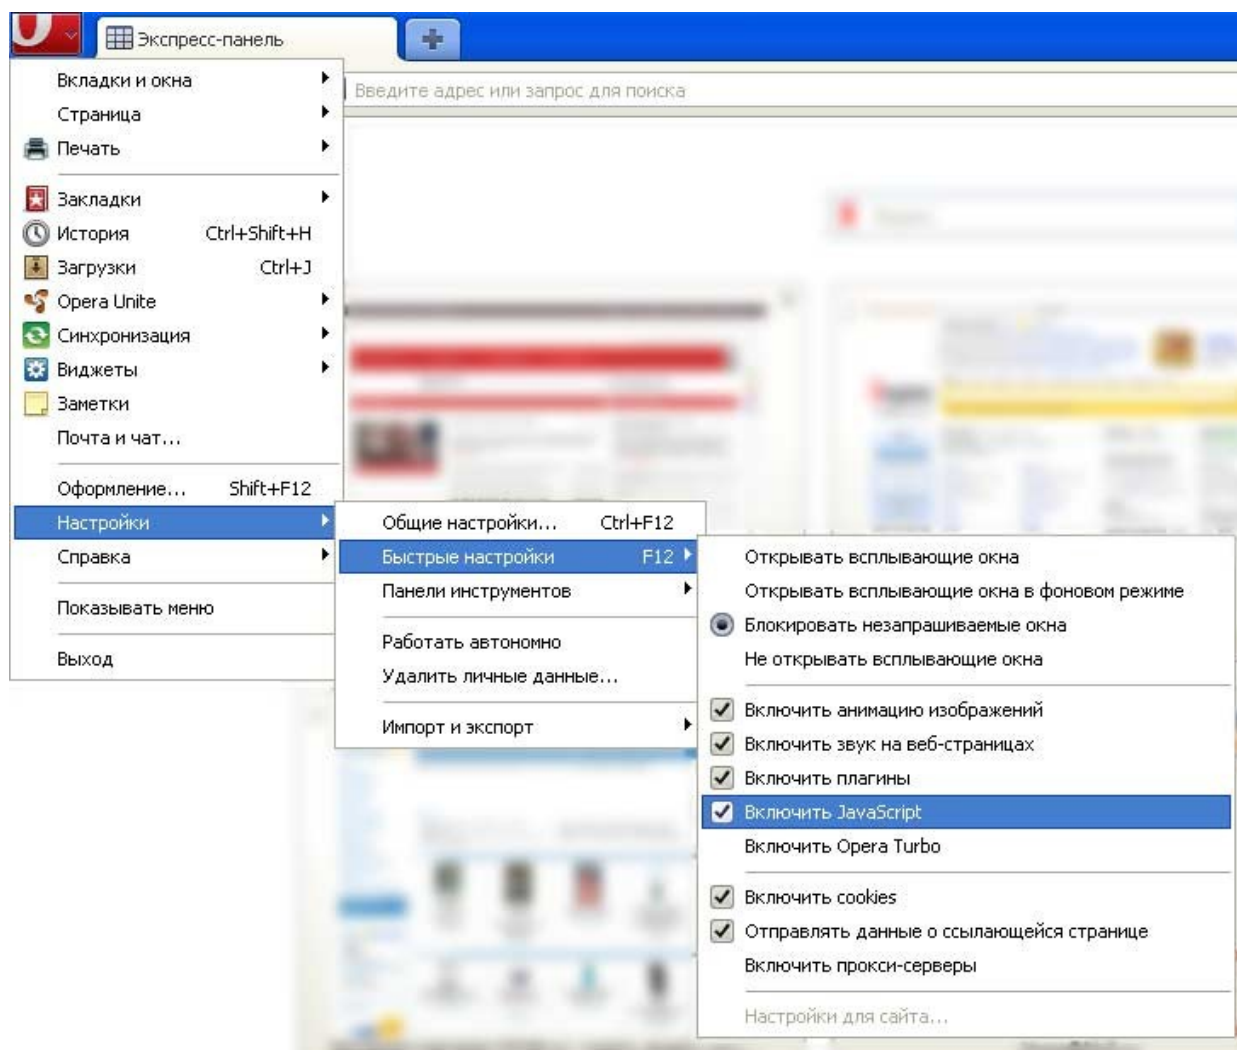 Экспресс-панель
Введите адрес или запрос для поиска
Вкладки и окна
Страница
Печать
Закладки
История Ctrl+Shift+H
Загрузки Ctrl+J
Opera Unite
Синхронизация
Виджеты
Заметки
Почта и чат...
Оформление... Shift+F12
Настройки
Справка
Показывать меню
Выход
Общие настройки... Ctrl+F12
Быстрые настройки F12
Панели инструментов
Работать автономно
Удалить личные данные...
Импорт и экспорт
Открывать всплывающие окна
Открывать всплывающие окна в фоновом режиме
Блокировать незапрашиваемые окна
Не открывать всплывающие окна
Включить анимацию изображений
Включить звук на веб-страницах
Включить плагины
Включить JavaScript
Включить Opera Turbo
Включить cookies
Отправлять данные о ссылающейся странице
Включить прокси-серверы
Настройки для сайта...